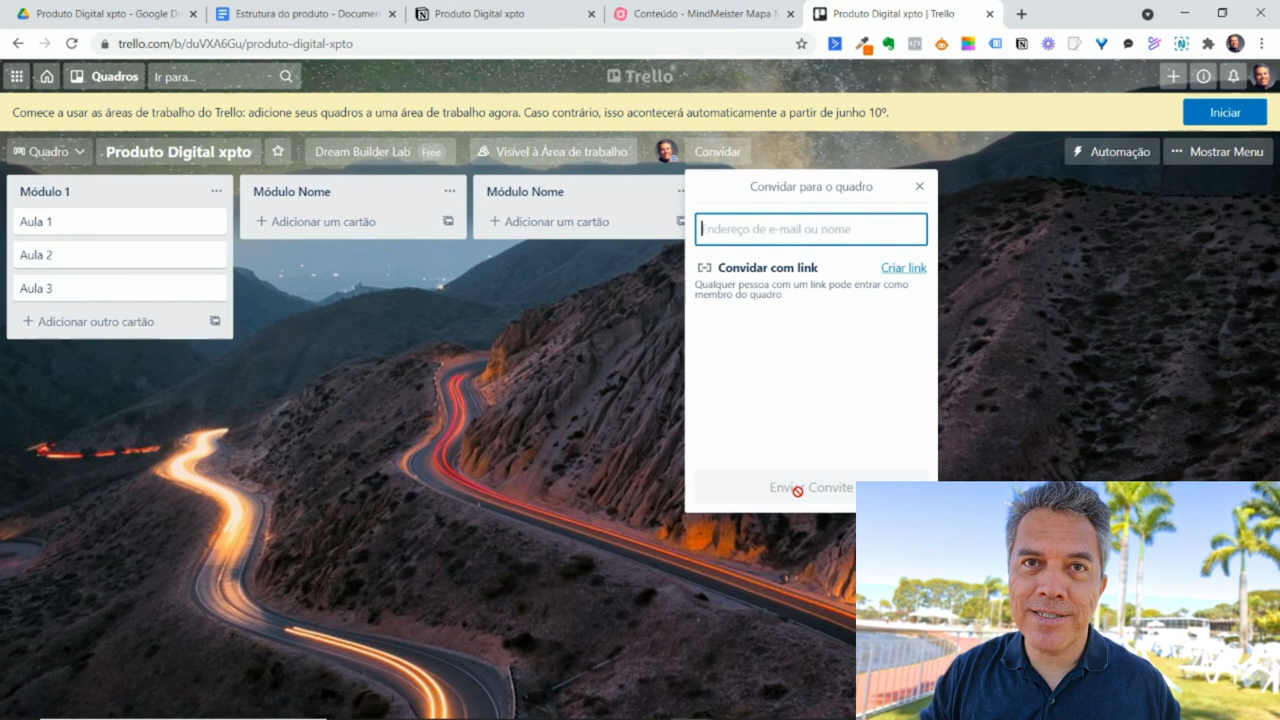 Produto Digital xpto - Google Dr
Estrutura do produto - Documen
Produto Digital xpto
Conteúdo - MindMeister Mapa M
Produto Digital xpto | Trello
trello.com/b/duVXA6Gu/produto-digital-xpto
Quadros
Ir para...
Trello
Comece a usar as áreas de trabalho do Trello: adicione seus quadros a uma área de trabalho agora. Caso contrário, isso acontecerá automaticamente a partir de junho 10º.
Iniciar
Quadro
Produto Digital xpto
Dream Builder Lab Free
Visível à Área de trabalho
Convidar
Automação
Mostrar Menu
Módulo 1
Aula 1
Aula 2
Aula 3
+ Adicionar outro cartão
Módulo Nome
+ Adicionar um cartão
Módulo Nome
+ Adicionar um cartão
Convidar para o quadro
Endereço de e-mail ou nome
Convidar com link
Criar link
Qualquer pessoa com um link pode entrar como
membro do quadro
Enviar Convite